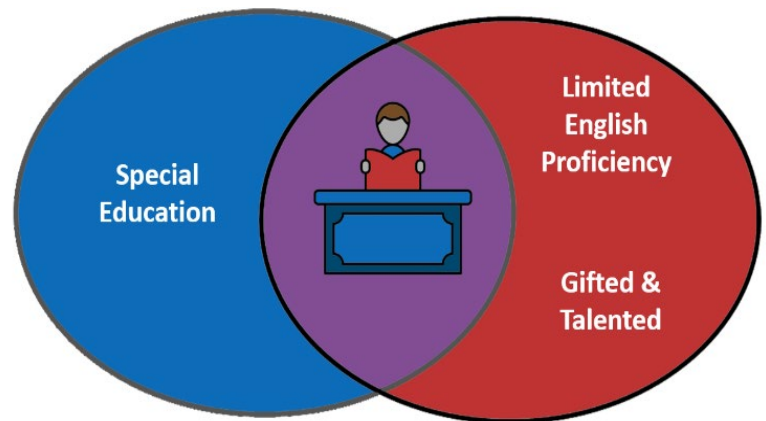 Special
Education
Limited
English
Proficiency
Gifted &
Talented